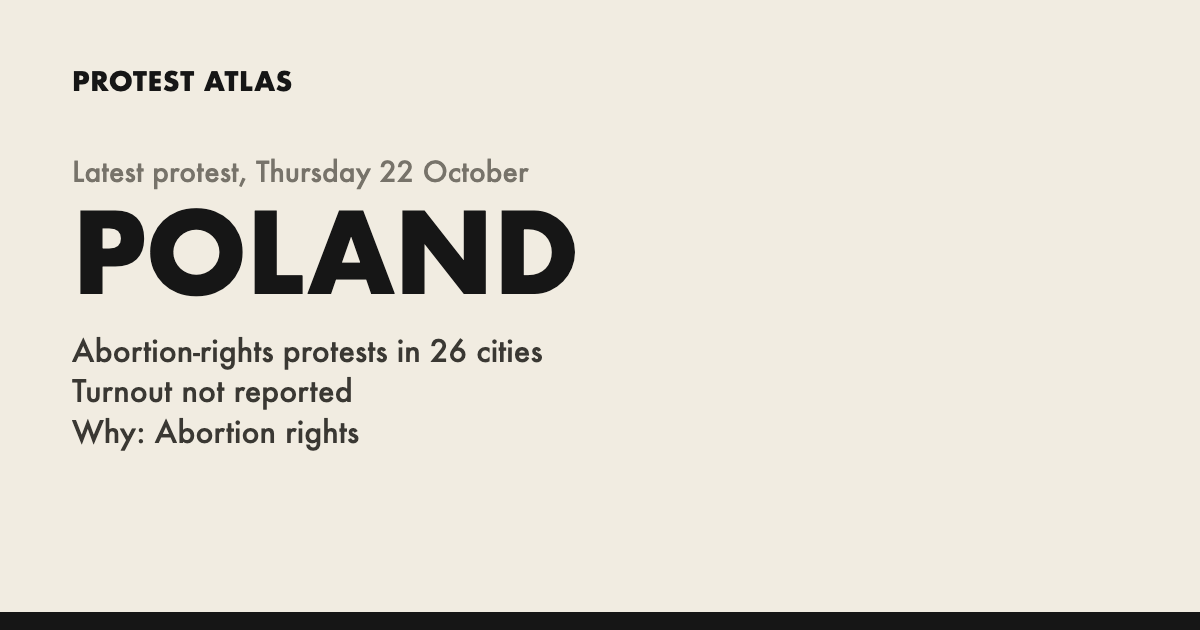 PROTEST ATLAS
Latest protest, Thursday 22 October
POLAND
Abortion-rights protests in 26 cities
Turnout not reported
Why: Abortion rights